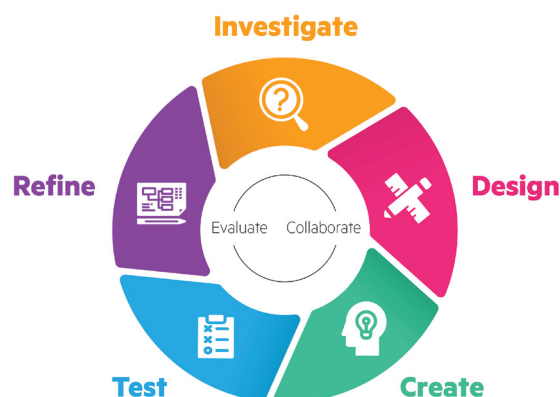 Investigate
Refine
Design
Evaluate Collaborate
Test
Create